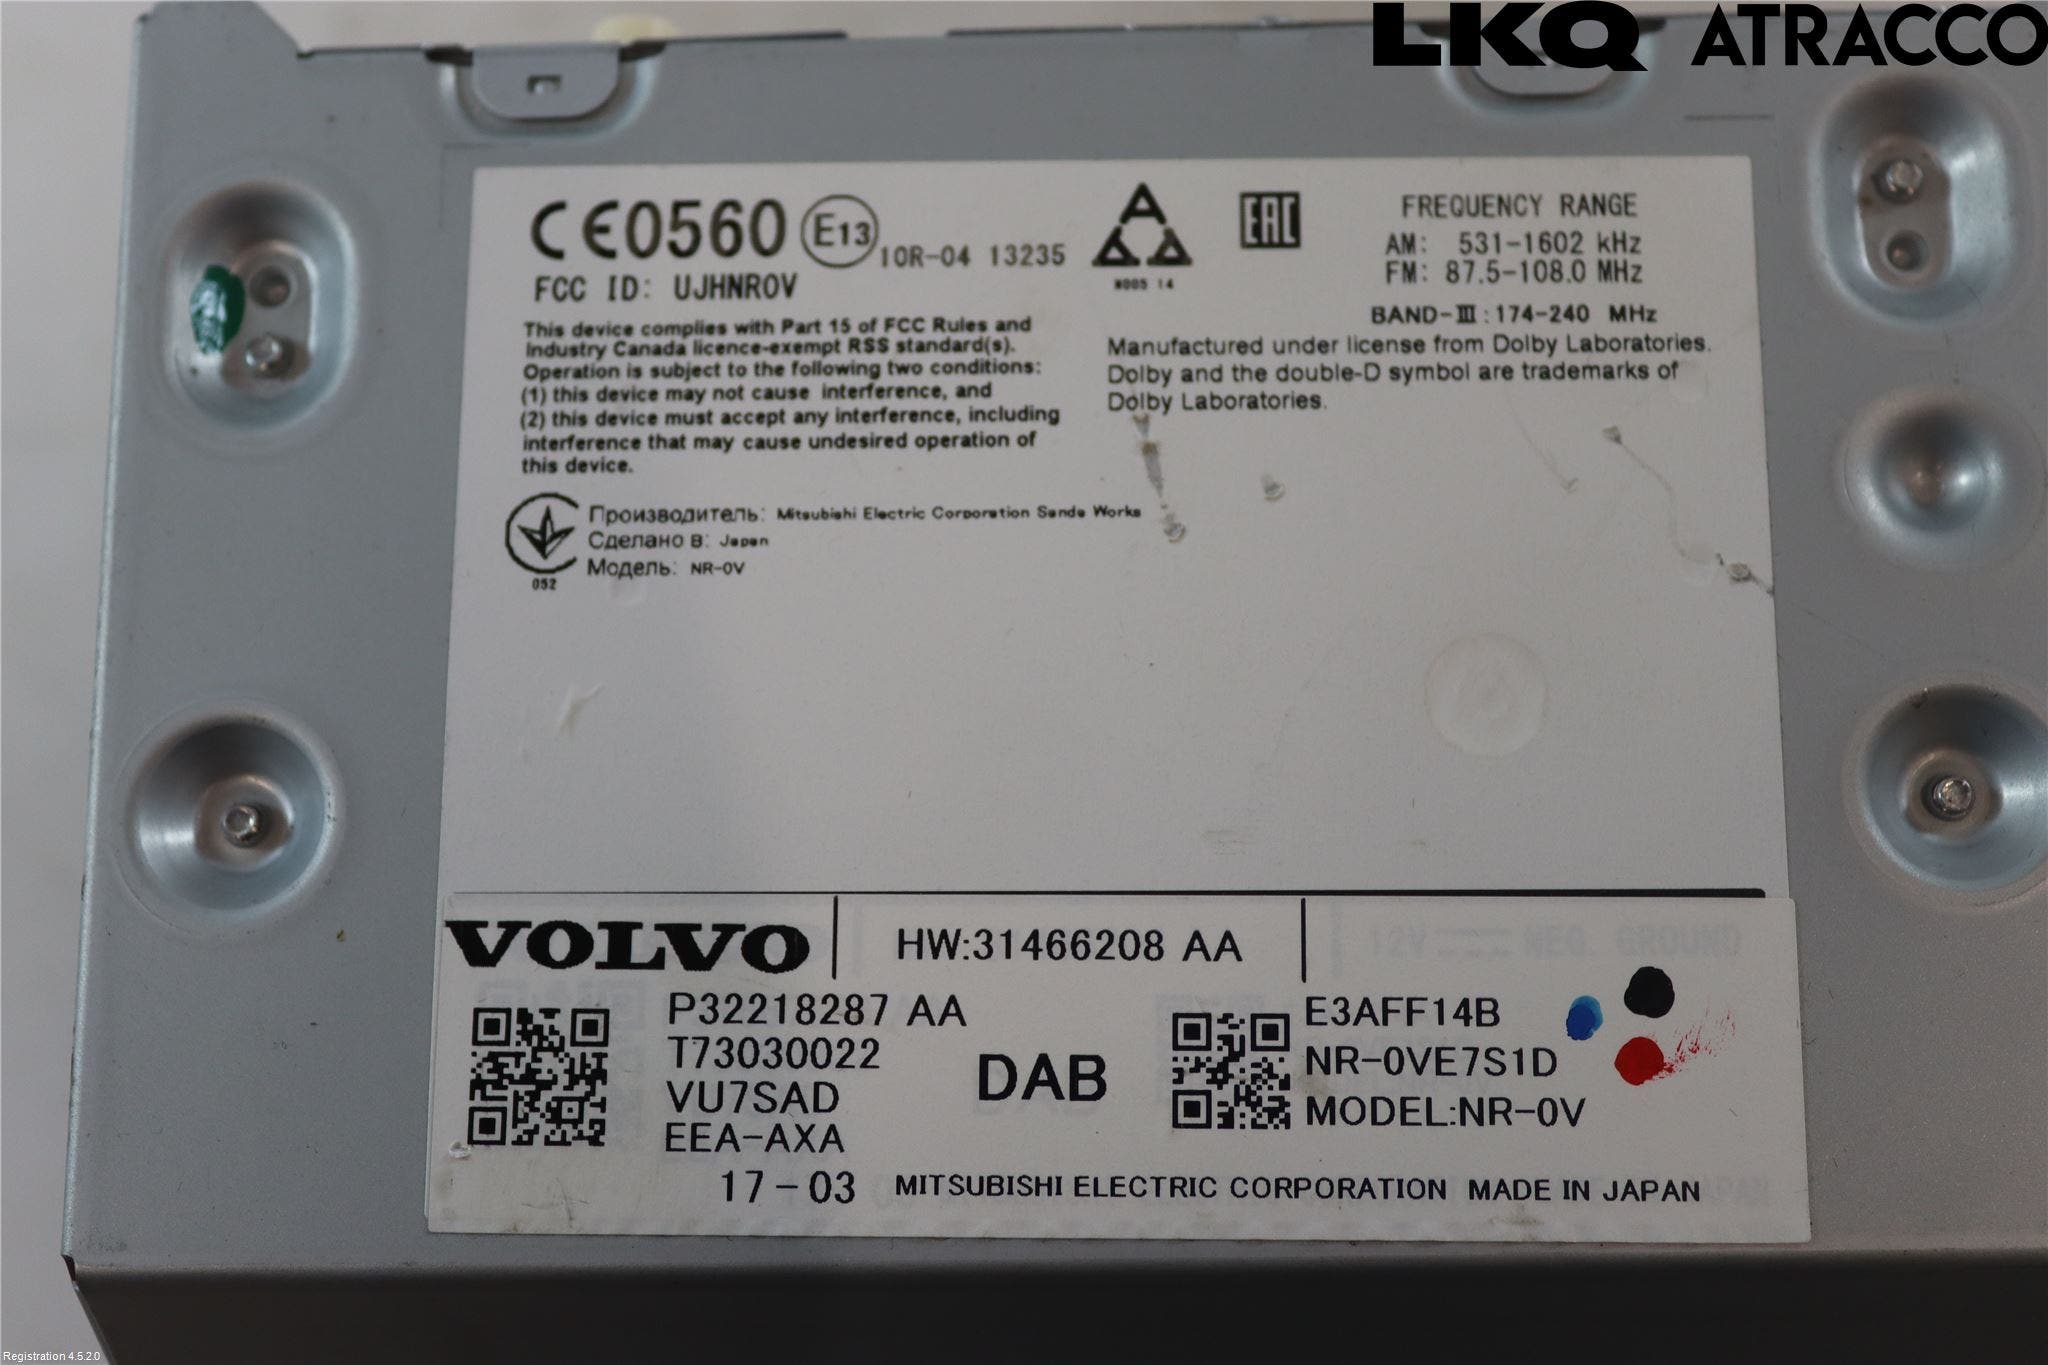 LKQ ATRACCO
CE0560 E13 10R-04 13235
FCC ID: UJHNROV
This device complies with Part 15 of FCC Rules and
Industry Canada licence-exempt RSS standard(s).
Operation is subject to the following two conditions:
(1) this device may not cause interference, and
(2) this device must accept any interference, including
interference that may cause undesired operation of
this device.
W005 14
EAC
FREQUENCY RANGE
AM: 531-1602 kHz
FM: 87.5-108.0 MHz
BAND-III: 174-240 MHz
Manufactured under license from Dolby Laboratories.
Dolby and the double-D symbol are trademarks of
Dolby Laboratories.
Производитель: Mitsubishi Electric Corporation Sanda Works
Сделано в: Japan
Модель: NR-0V
052
VOLVO
HW:31466208 AA
12V NEG. GROUND
P32218287 AA
T73030022
VU7SAD
EEA-AXA
17-03
DAB
E3AFF14B
NR-0VE7S1D
MODEL:NR-0V
MITSUBISHI ELECTRIC CORPORATION MADE IN JAPAN
Registration 4.5.2.0